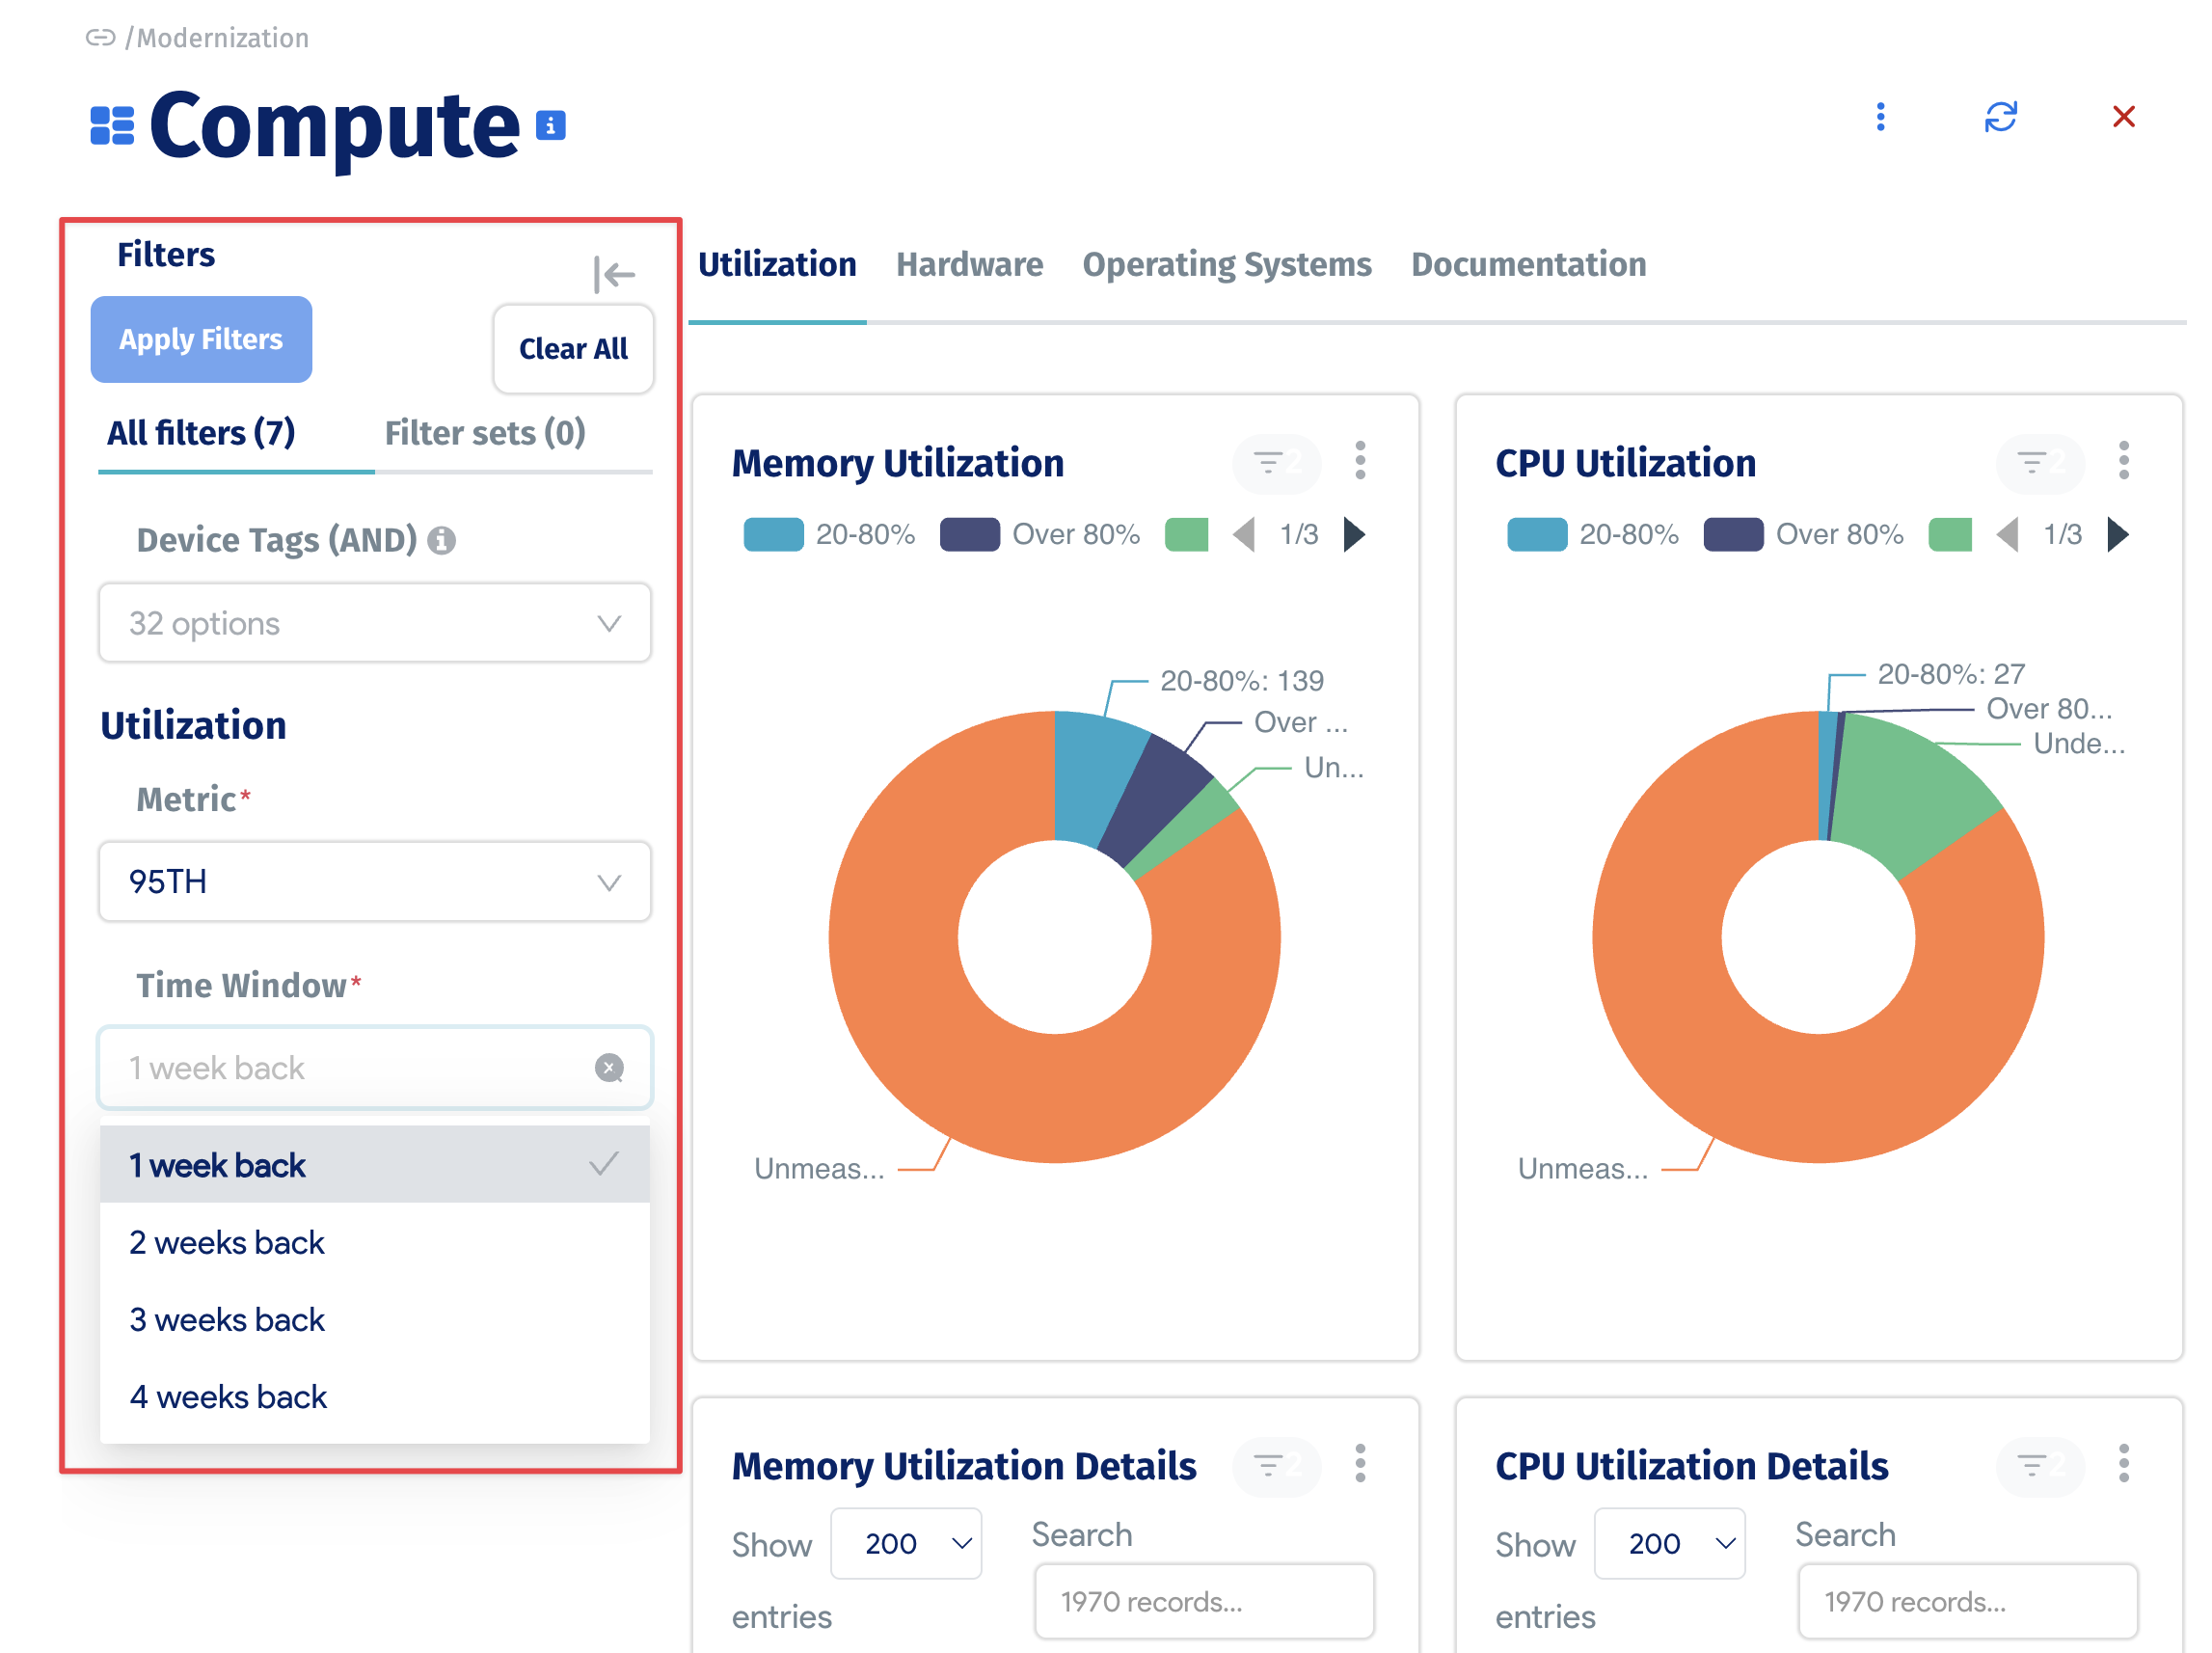 /Modernization
Compute
Filters
Apply Filters
Clear All
All filters (7)
Filter sets (0)
Device Tags (AND)
32 options
Utilization
Metric*
95TH
Time Window*
1 week back
1 week back
2 weeks back
3 weeks back
4 weeks back
Utilization
Hardware
Operating Systems
Documentation
Memory Utilization
2
20-80%
Over 80%
1/3
20-80%: 139
Over ...
Un...
Unmeas...
CPU Utilization
2
20-80%
Over 80%
1/3
20-80%: 27
Over 80...
Unde...
Unmeas...
Memory Utilization Details
2
Show 200 entries
Search
1970 records...
CPU Utilization Details
2
Show 200 entries
Search
1970 records...